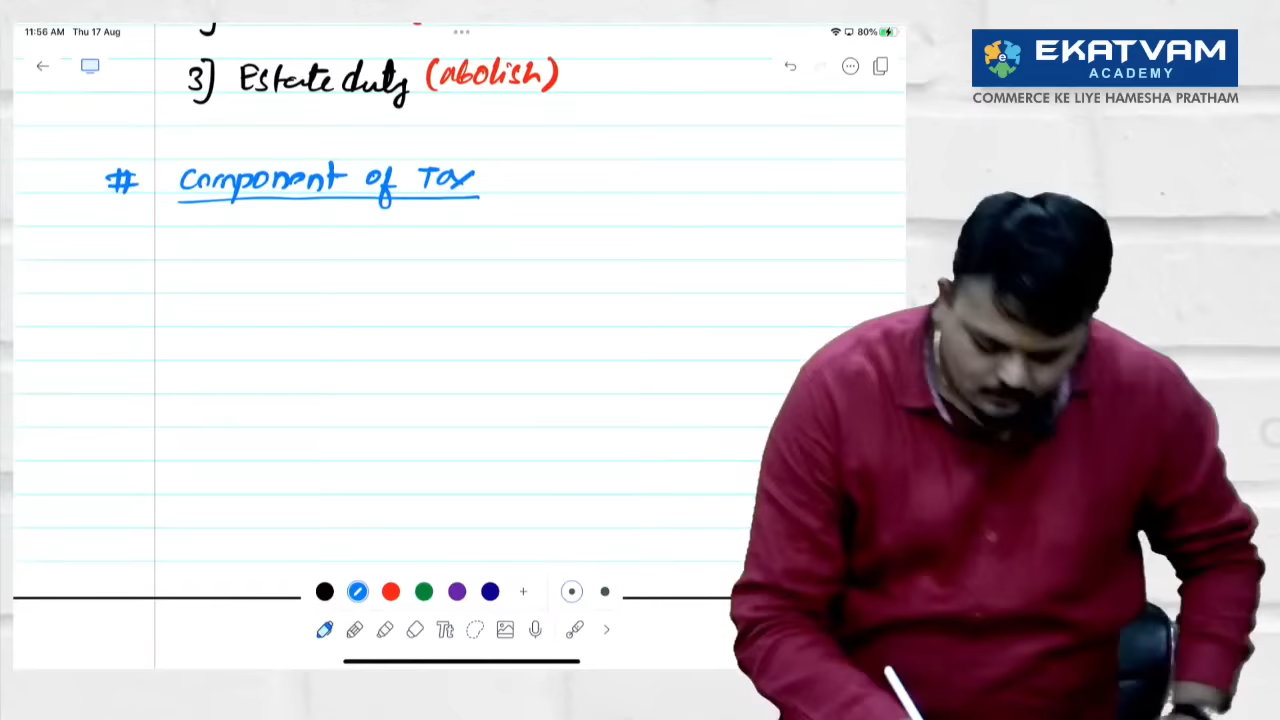 11:56 AM Thu 17 Aug
80%
3] Estate duty (abolish)
# Component of Tax
Tt
EKATVAM
ACADEMY
COMMERCE KE LIYE HAMESHA PRATHAM